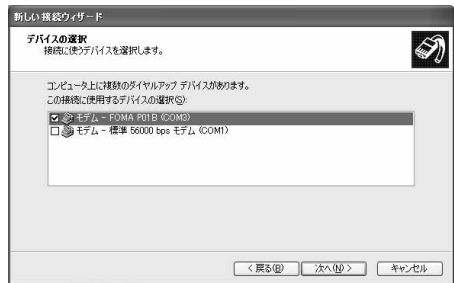 新しい接続ウィザード
デバイスの選択
接続に使うデバイスを選択します。
コンピュータ上に複数のダイヤルアップ デバイスがあります。
この接続に使用するデバイスの選択(S):
モデム - FOMA P01B (COM3)
モデム - 標準 56000 bps モデム (COM1)
< 戻る(B) 次へ(N) > キャンセル